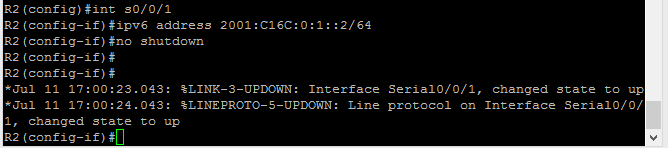 R2(config)#int s0/0/1
R2(config-if)#ipv6 address 2001:C16C:0:1::2/64
R2(config-if)#no shutdown
R2(config-if)#
R2(config-if)#
*Jul 11 17:00:23.043: %LINK-3-UPDOWN: Interface Serial0/0/1, changed state to up
*Jul 11 17:00:24.043: %LINEPROTO-5-UPDOWN: Line protocol on Interface Serial0/0/
1, changed state to up
R2(config-if)#